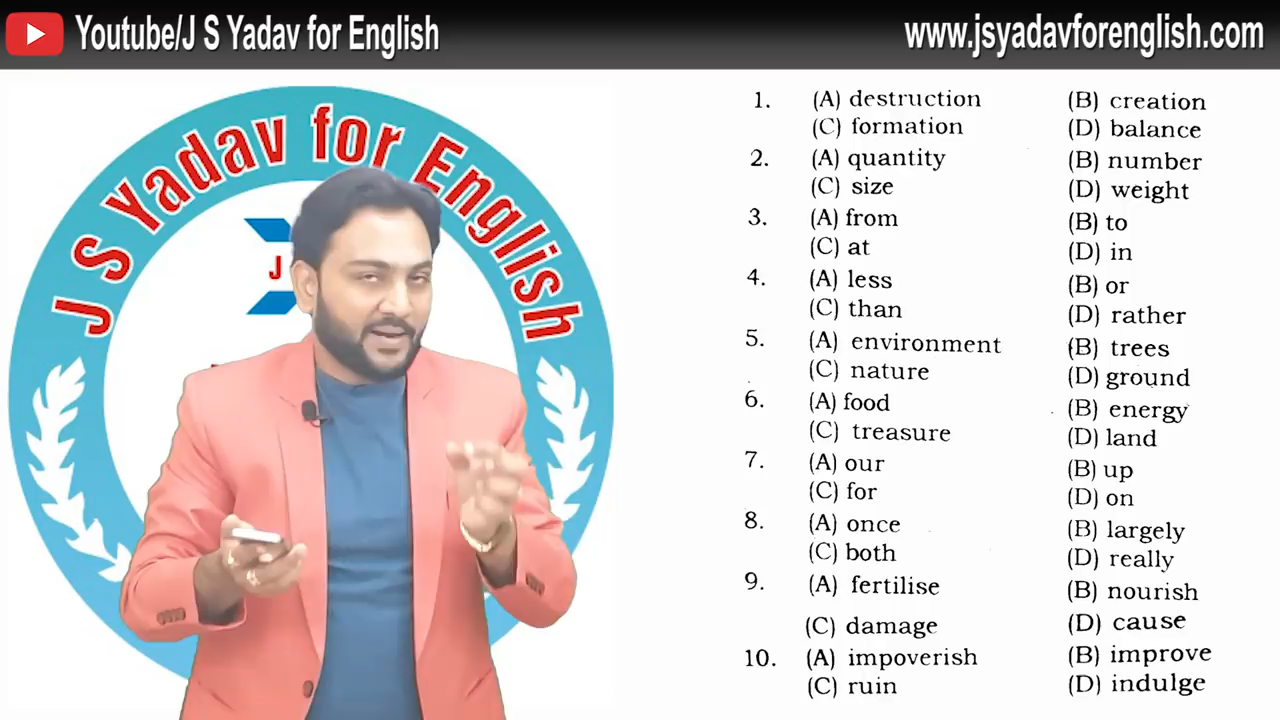 Youtube/J S Yadav for English
www.jsyadavforenglish.com
J S Yadav for English
J
1. (A) destruction (B) creation
(C) formation (D) balance
2. (A) quantity (B) number
(C) size (D) weight
3. (A) from (B) to
(C) at (D) in
4. (A) less (B) or
(C) than (D) rather
5. (A) environment (B) trees
(C) nature (D) ground
6. (A) food (B) energy
(C) treasure (D) land
7. (A) our (B) up
(C) for (D) on
8. (A) once (B) largely
(C) both (D) really
9. (A) fertilise (B) nourish
(C) damage (D) cause
10. (A) impoverish (B) improve
(C) ruin (D) indulge